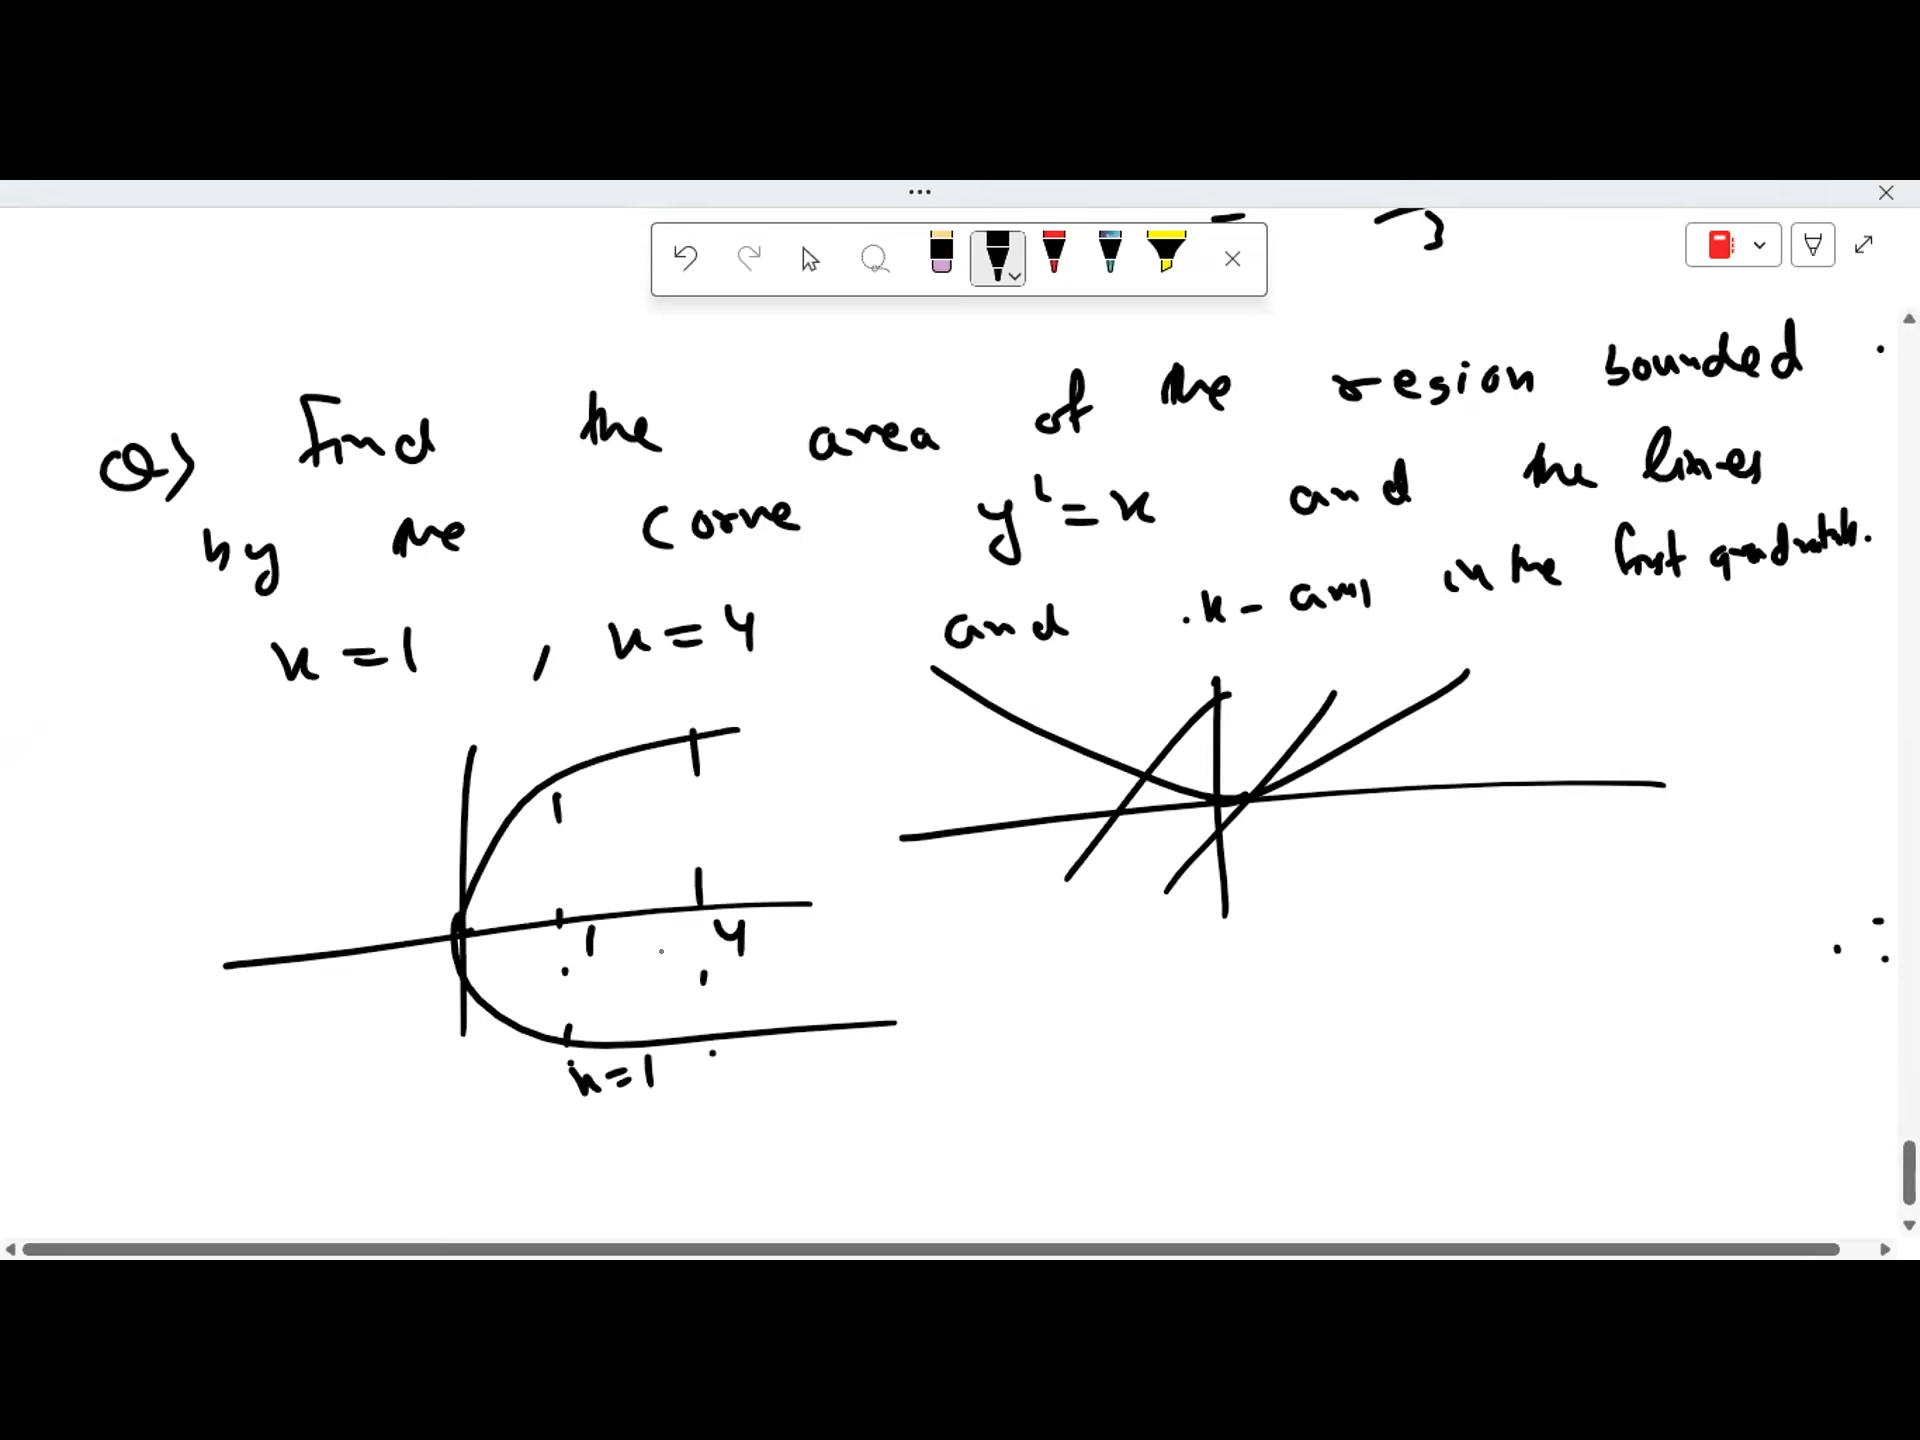 Q) Find the area of the region bounded
by the curve y² = x and the lines
x = 1 , x = 4 and x - axis in the first quadrant.
1
1 4
x = 1